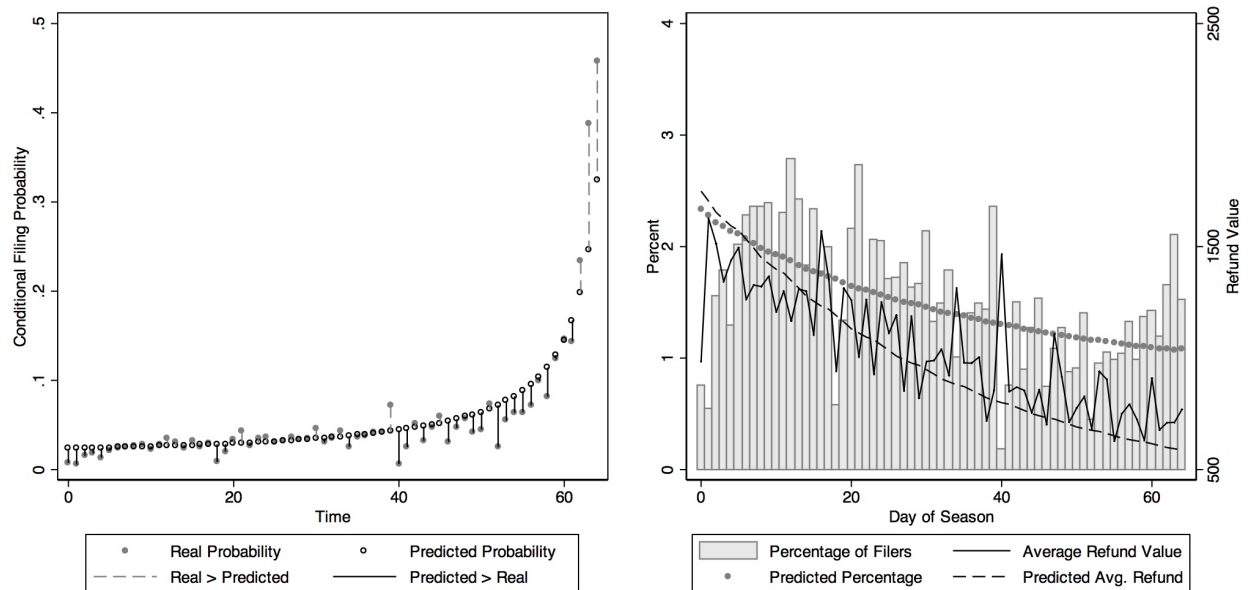 .5
.4
.3
.2
.1
0
Conditional Filing Probability
0 20 40 60
Time
Real Probability Predicted Probability
Real > Predicted Predicted > Real
4
3
2
1
0
Percent
2500
1500
500
Refund Value
0 20 40 60
Day of Season
Percentage of Filers Average Refund Value
Predicted Percentage Predicted Avg. Refund